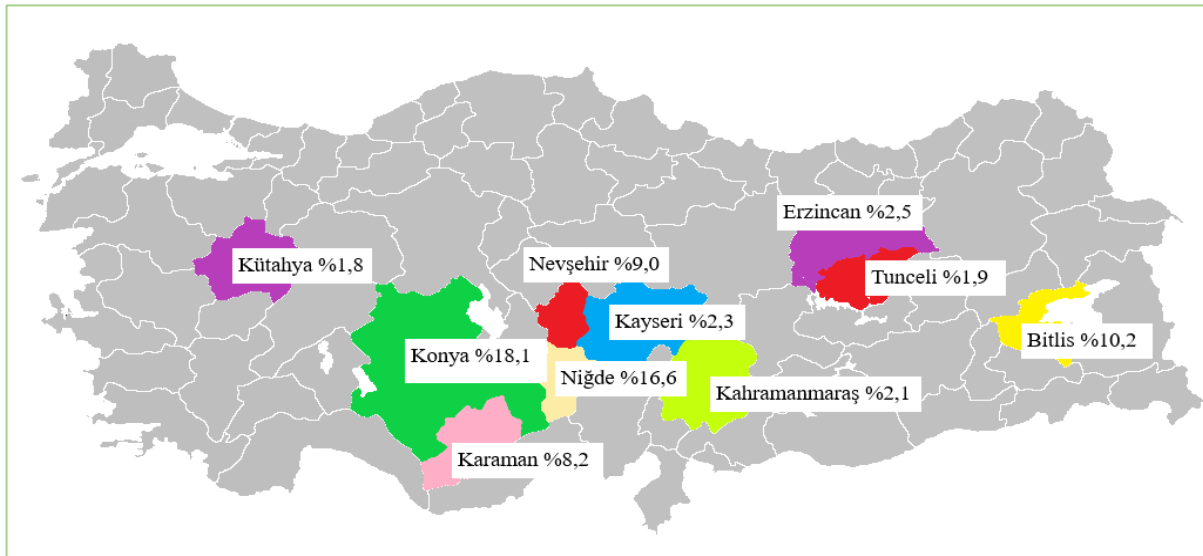 Erzincan %2,5
Kütahya %1,8
Nevşehir %9,0
Tunceli %1,9
Kayseri %2,3
Bitlis %10,2
Konya %18,1
Niğde %16,6
Kahramanmaraş %2,1
Karaman %8,2